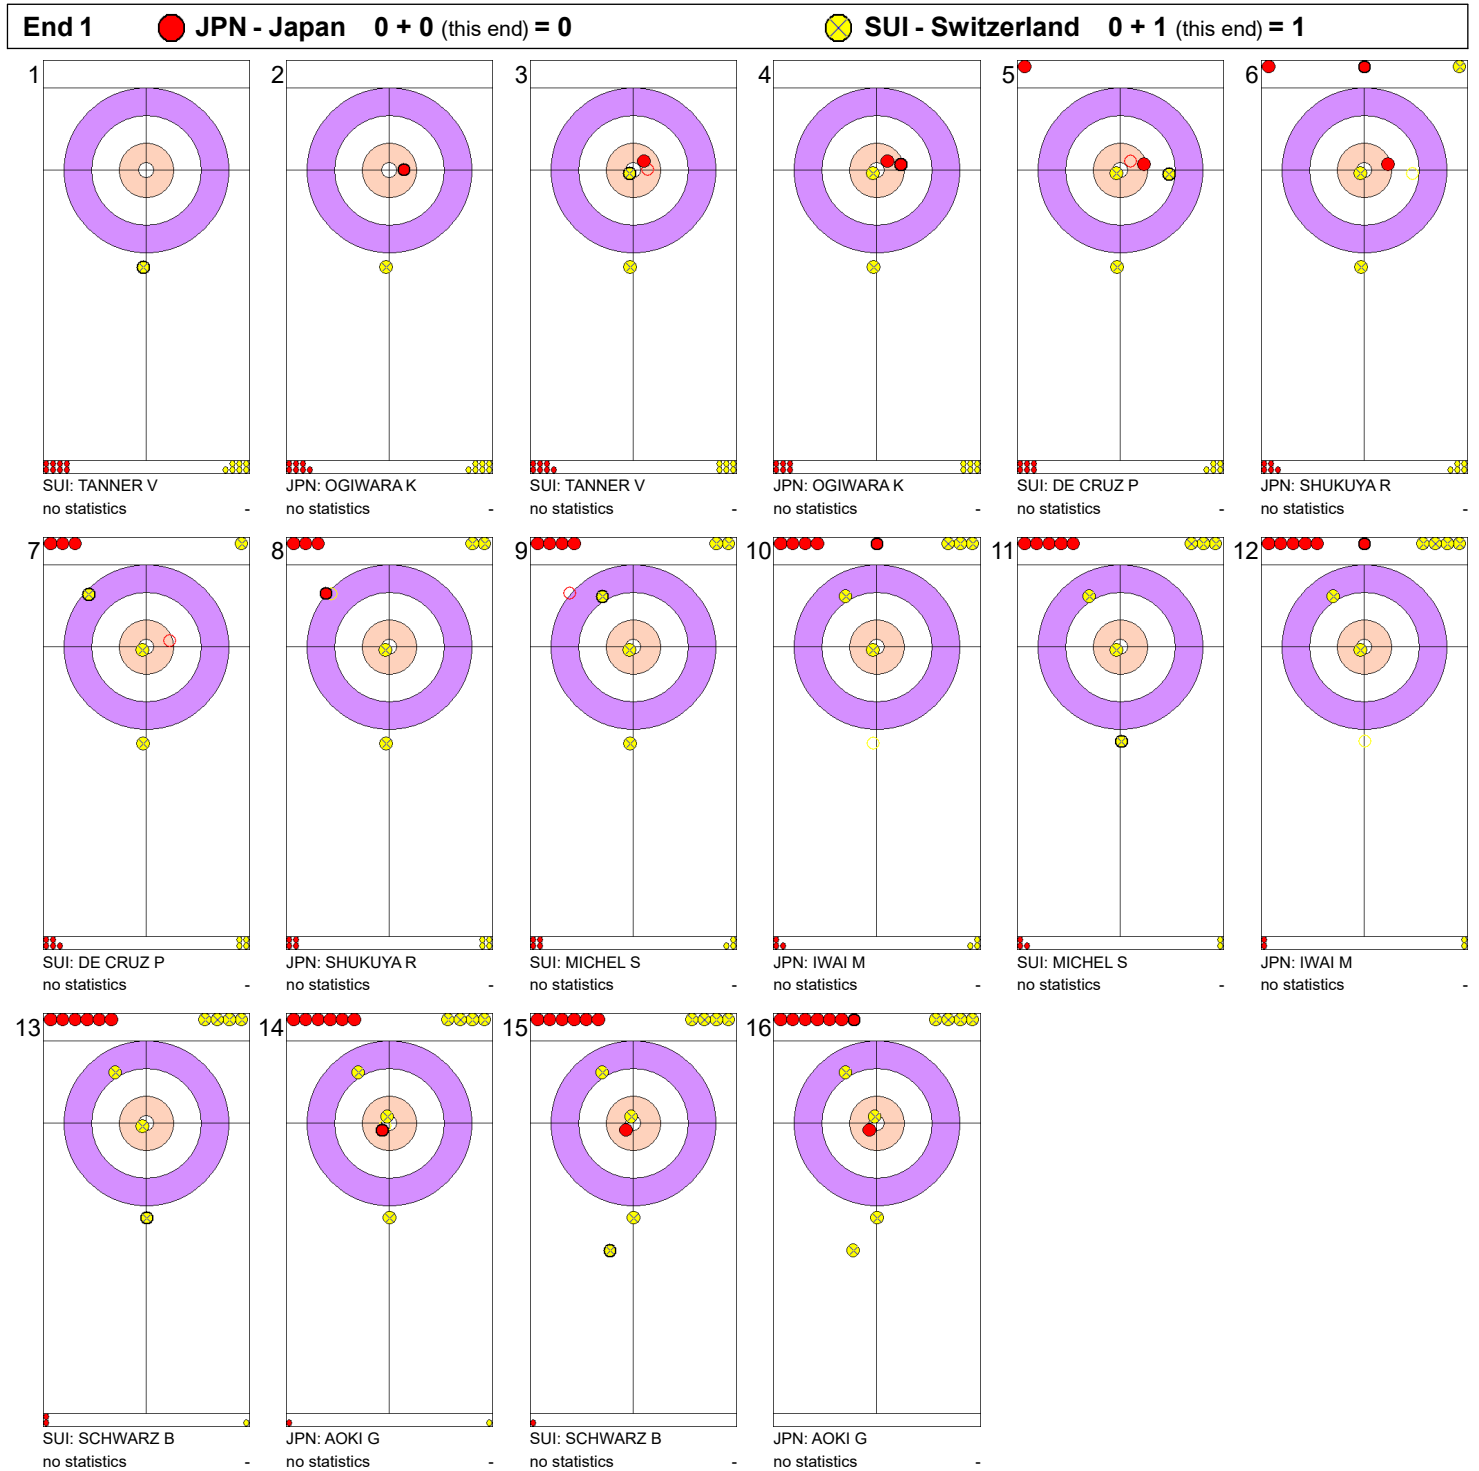 End 1 JPN - Japan 0 + 0 (this end) = 0 SUI - Switzerland 0 + 1 (this end) = 1
1 2 3 4 5 6
SUI: TANNER V JPN: OGIWARA K SUI: TANNER V JPN: OGIWARA K SUI: DE CRUZ P JPN: SHUKUYA R
no statistics - no statistics - no statistics - no statistics - no statistics - no statistics -
7 8 9 10 11 12
SUI: DE CRUZ P JPN: SHUKUYA R SUI: MICHEL S JPN: IWAI M SUI: MICHEL S JPN: IWAI M
no statistics - no statistics - no statistics - no statistics - no statistics - no statistics -
13 14 15 16
SUI: SCHWARZ B JPN: AOKI G SUI: SCHWARZ B JPN: AOKI G
no statistics - no statistics - no statistics - no statistics -